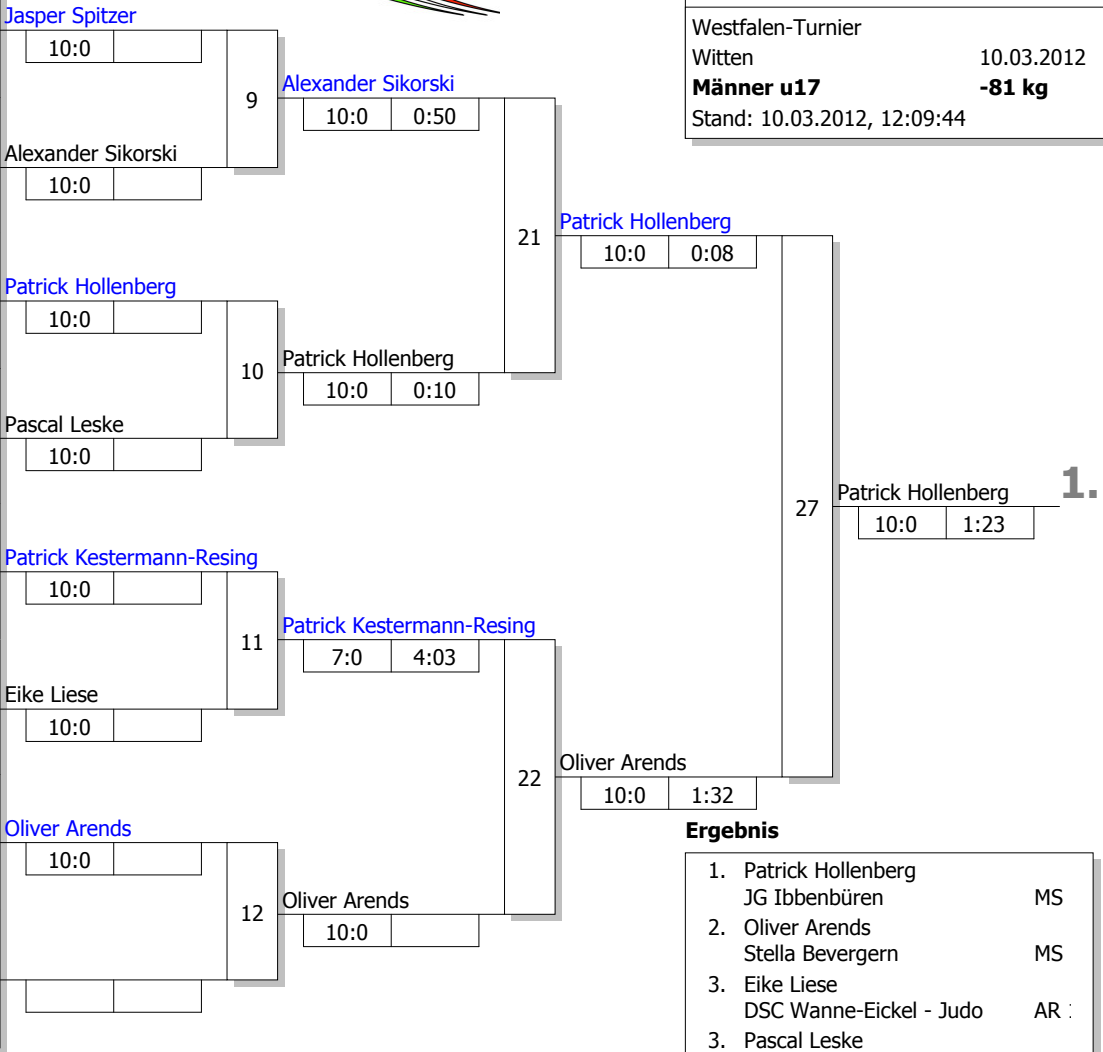 Jasper Spitzer
10:0
Westfalen-Turnier
Witten 10.03.2012
Männer u17 -81 kg
Stand: 10.03.2012, 12:09:44
9
Alexander Sikorski
10:0 0:50
Alexander Sikorski
10:0
21
Patrick Hollenberg
10:0 0:08
Patrick Hollenberg
10:0
10
Patrick Hollenberg
10:0 0:10
Pascal Leske
10:0
27
Patrick Hollenberg 1.
10:0 1:23
Patrick Kestermann-Resing
10:0
11
Patrick Kestermann-Resing
7:0 4:03
Eike Liese
10:0
22
Oliver Arends
10:0 1:32
Oliver Arends
10:0
12
Oliver Arends
10:0
Ergebnis
1. Patrick Hollenberg
JG Ibbenbüren MS
2. Oliver Arends
Stella Bevergern MS
3. Eike Liese
DSC Wanne-Eickel - Judo AR
3. Pascal Leske